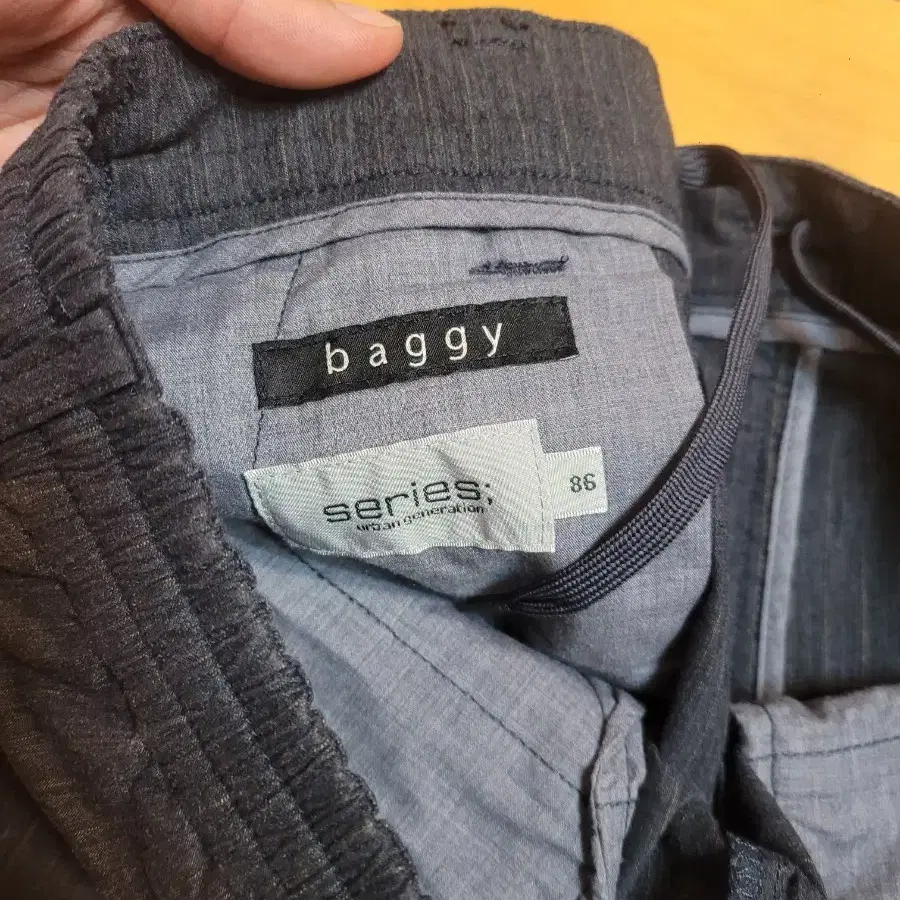 baggy
series;
urban generation
86